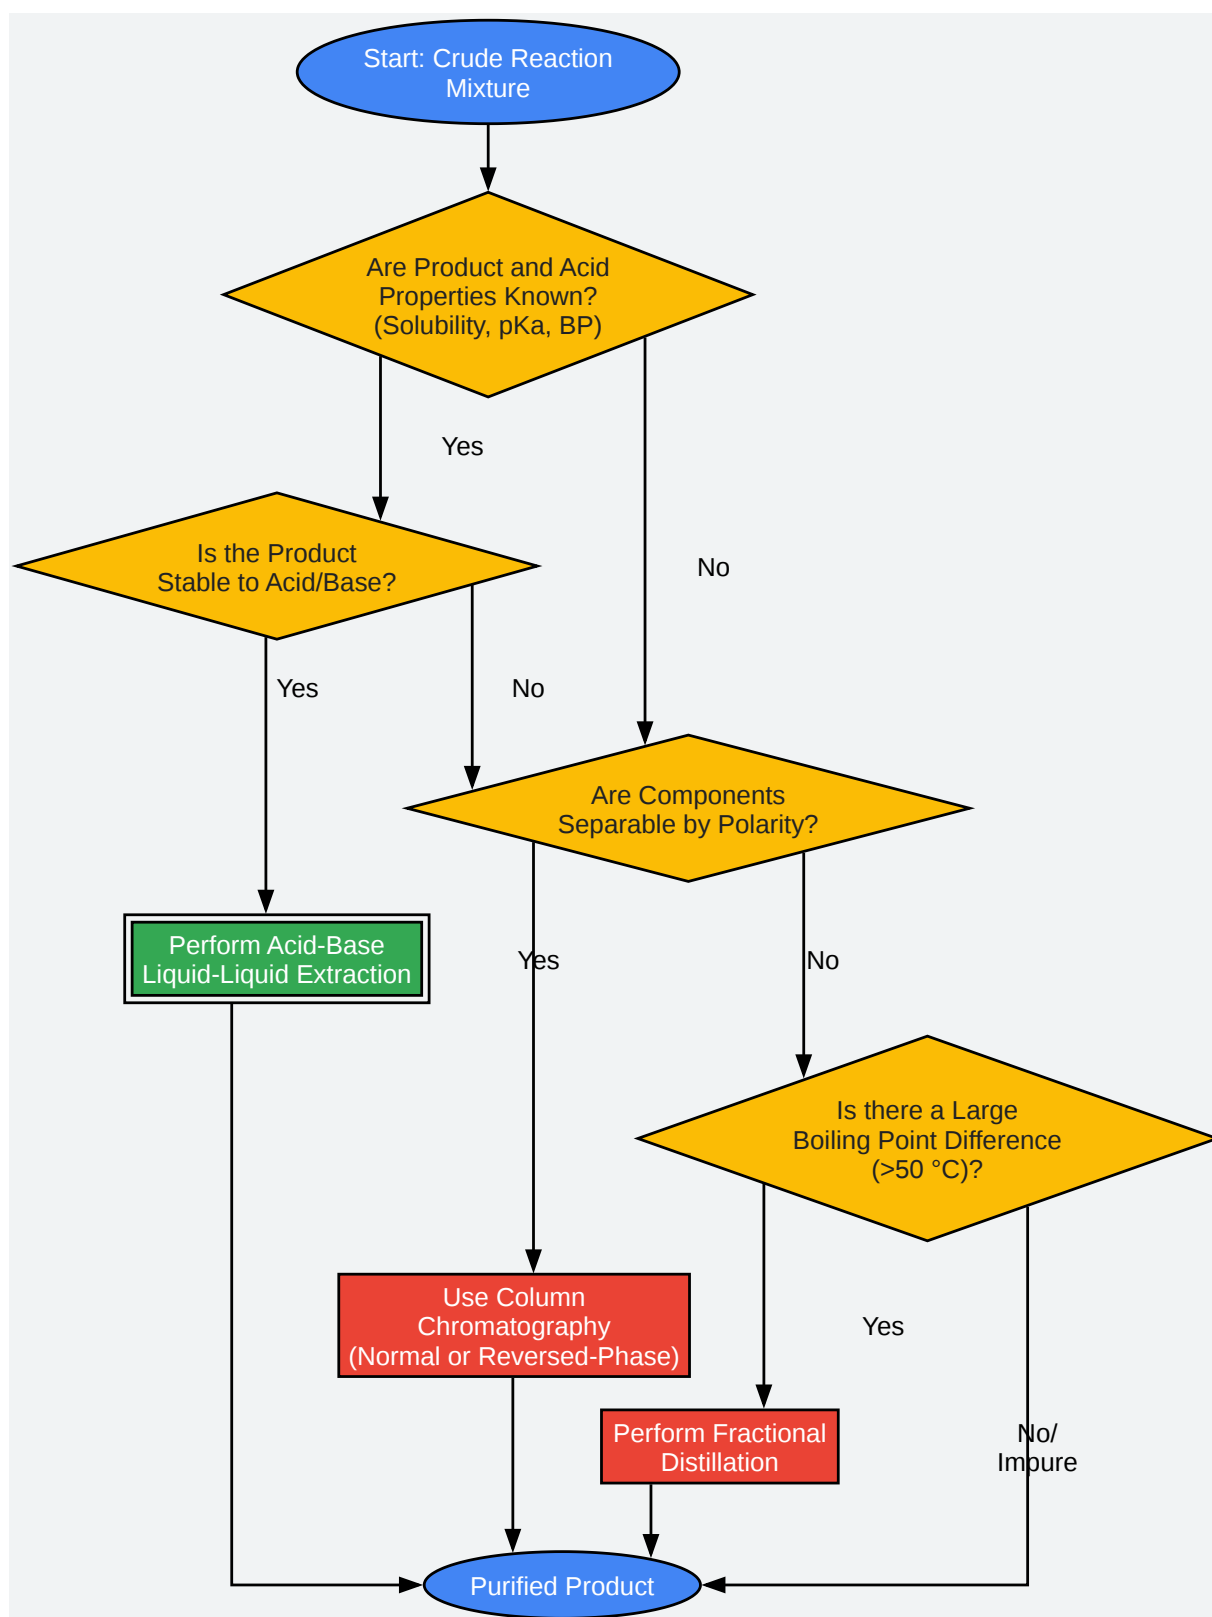 Start: Crude Reaction
Mixture
Are Product and Acid
Properties Known?
(Solubility, pKa, BP)
Yes
Is the Product
Stable to Acid/Base?
No
Yes
No
Are Components
Separable by Polarity?
Perform Acid-Base
Liquid-Liquid Extraction
Yes
No
Is there a Large
Boiling Point Difference
(>50 °C)?
Use Column
Chromatography
(Normal or Reversed-Phase)
Yes
Perform Fractional
Distillation
No/
Impure
Purified Product